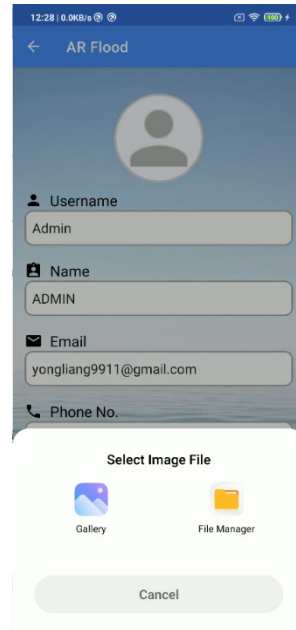 12:28 | 0.0KB/s
100
AR Flood
Username
Admin
Name
ADMIN
Email
yongliang9911@gmail.com
Phone No.
Select Image File
Gallery
File Manager
Cancel